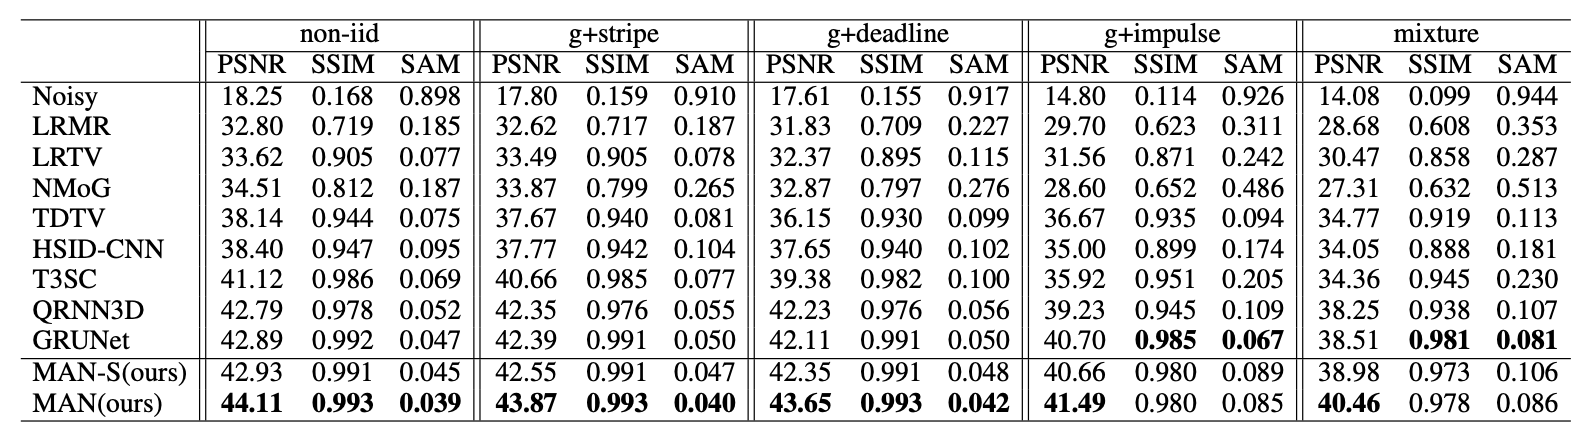 non-iid g+stripe g+deadline g+impulse mixture
PSNR SSIM SAM PSNR SSIM SAM PSNR SSIM SAM PSNR SSIM SAM PSNR SSIM SAM
Noisy 18.25 0.168 0.898 17.80 0.159 0.910 17.61 0.155 0.917 14.80 0.114 0.926 14.08 0.099 0.944
LRMR 32.80 0.719 0.185 32.62 0.717 0.187 31.83 0.709 0.227 29.70 0.623 0.311 28.68 0.608 0.353
LRTV 33.62 0.905 0.077 33.49 0.905 0.078 32.37 0.895 0.115 31.56 0.871 0.242 30.47 0.858 0.287
NMoG 34.51 0.812 0.187 33.87 0.799 0.265 32.87 0.797 0.276 28.60 0.652 0.486 27.31 0.632 0.513
TDTV 38.14 0.944 0.075 37.67 0.940 0.081 36.15 0.930 0.099 36.67 0.935 0.094 34.77 0.919 0.113
HSID-CNN 38.40 0.947 0.095 37.77 0.942 0.104 37.65 0.940 0.102 35.00 0.899 0.174 34.05 0.888 0.181
T3SC 41.12 0.986 0.069 40.66 0.985 0.077 39.38 0.982 0.100 35.92 0.951 0.205 34.36 0.945 0.230
QRNN3D 42.79 0.978 0.052 42.35 0.976 0.055 42.23 0.976 0.056 39.23 0.945 0.109 38.25 0.938 0.107
GRUNet 42.89 0.992 0.047 42.39 0.991 0.050 42.11 0.991 0.050 40.70 0.985 0.067 38.51 0.981 0.081
MAN-S(ours) 42.93 0.991 0.045 42.55 0.991 0.047 42.35 0.991 0.048 40.66 0.980 0.089 38.98 0.973 0.106
MAN(ours) 44.11 0.993 0.039 43.87 0.993 0.040 43.65 0.993 0.042 41.49 0.980 0.085 40.46 0.978 0.086